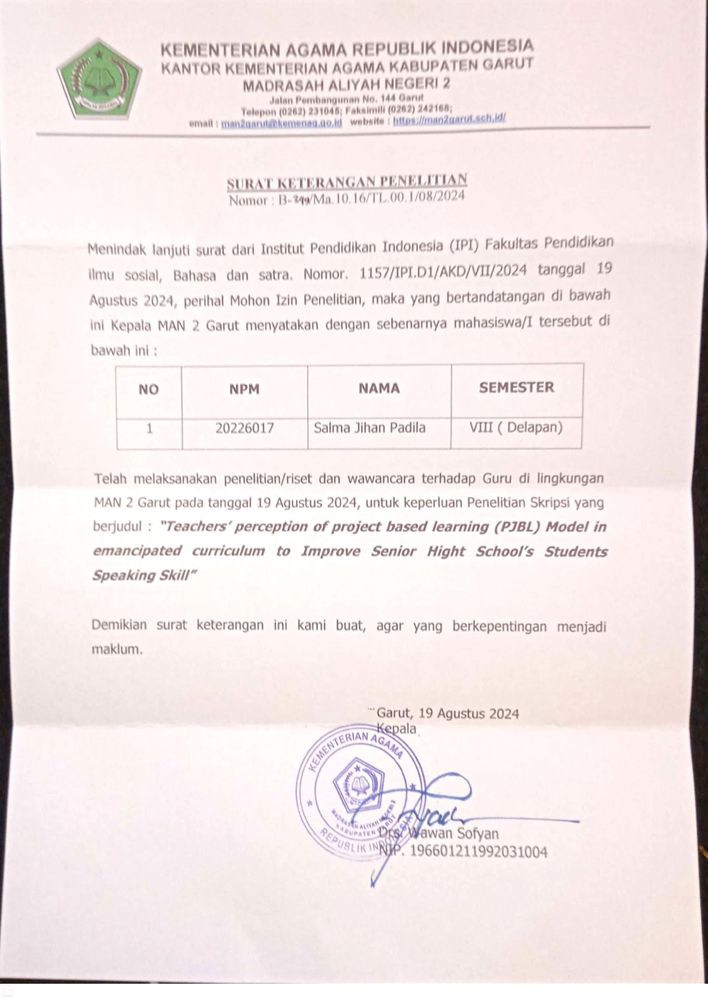 KEMENTERIAN AGAMA REPUBLIK INDONESIA
KANTOR KEMENTERIAN AGAMA KABUPATEN GARUT
MADRASAH ALIYAH NEGERI 2
Jalan Pembangunan No. 144 Garut
Telepon (0262) 231045; Faksimili (0262) 242168;
email : man2garut@kemenag.go.id website : https://man2garut.sch.id/
SURAT KETERANGAN PENELITIAN
Nomor : B-/Ma.10.16/TL.00.1/08/2024
Menindak lanjuti surat dari Institut Pendidikan Indonesia (IPI) Fakultas Pendidikan
ilmu sosial, Bahasa dan satra. Nomor. 1157/IPI.D1/AKD/VII/2024 tanggal 19
Agustus 2024, perihal Mohon Izin Penelitian, maka yang bertandatangan di bawah
ini Kepala MAN 2 Garut menyatakan dengan sebenarnya mahasiswa/I tersebut di
bawah ini :
NO NPM NAMA SEMESTER
1 20226017 Salma Jihan Padila VIII ( Delapan)
Telah melaksanakan penelitian/riset dan wawancara terhadap Guru di lingkungan
MAN 2 Garut pada tanggal 19 Agustus 2024, untuk keperluan Penelitian Skripsi yang
berjudul : "Teachers' perception of project based learning (PJBL) Model in
emancipated curriculum to Improve Senior Hight School's Students
Speaking Skill"
Demikian surat keterangan ini kami buat, agar yang berkepentingan menjadi
maklum.
Garut, 19 Agustus 2024
Kepala
KEMENTERIAN AGAMA
MADRASAH ALIYAH NEGERI 2
KABUPATEN GARUT
REPUBLIK INDONESIA
Drs. Wawan Sofyan
NIP. 196601211992031004